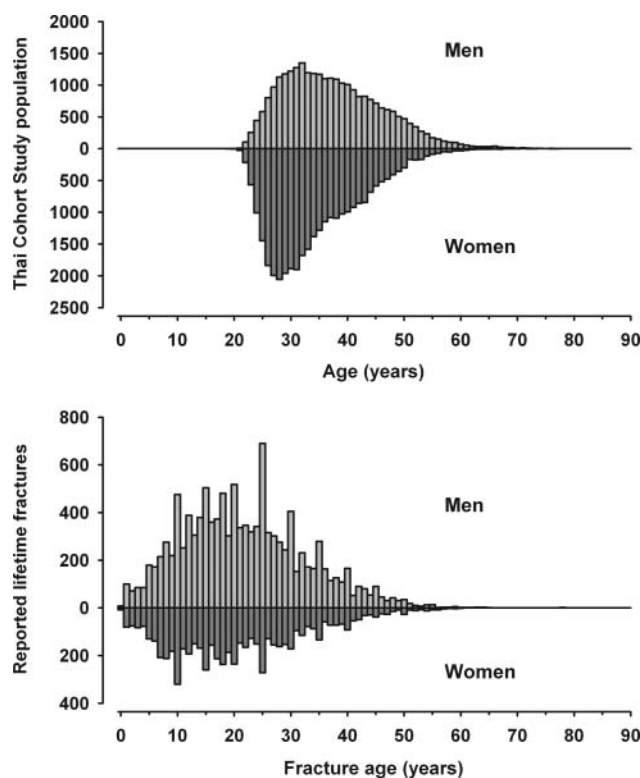 Thai Cohort Study population
2000
1500
1000
500
0
500
1000
1500
2000
2500
Men
Women
0 10 20 30 40 50 60 70 80 90
Age (years)
Reported lifetime fractures
800
600
400
200
0
200
400
Men
Women
0 10 20 30 40 50 60 70 80 90
Fracture age (years)